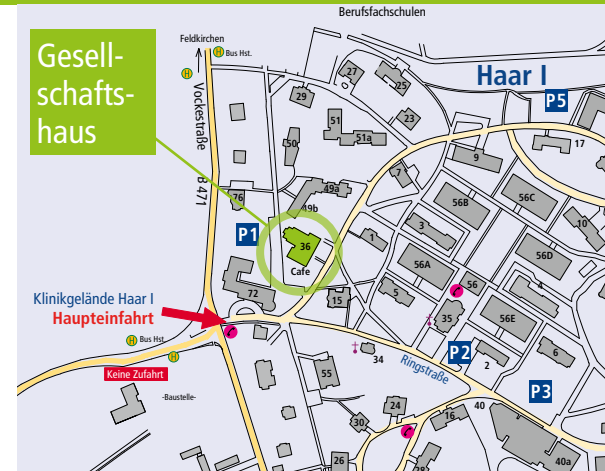 Berufsfachschulen
Feldkirchen
H Bus Hst.
H
Gesell-
schafts-
haus
Vockestraße
B 471
Haar I
P5
27
25
29
23
51
51a
50
17
9
7
49a
49b
76
56B
56C
10
P1
36
Cafe
1
3
56A
56D
4
56
5
72
15
35
56E
Klinikgelände Haar I
Haupteinfahrt
H Bus Hst.
H
Keine Zufahrt
-Baustelle-
34
Ringstraße
P2
2
6
P3
55
24
30
16
40
26
28
40a